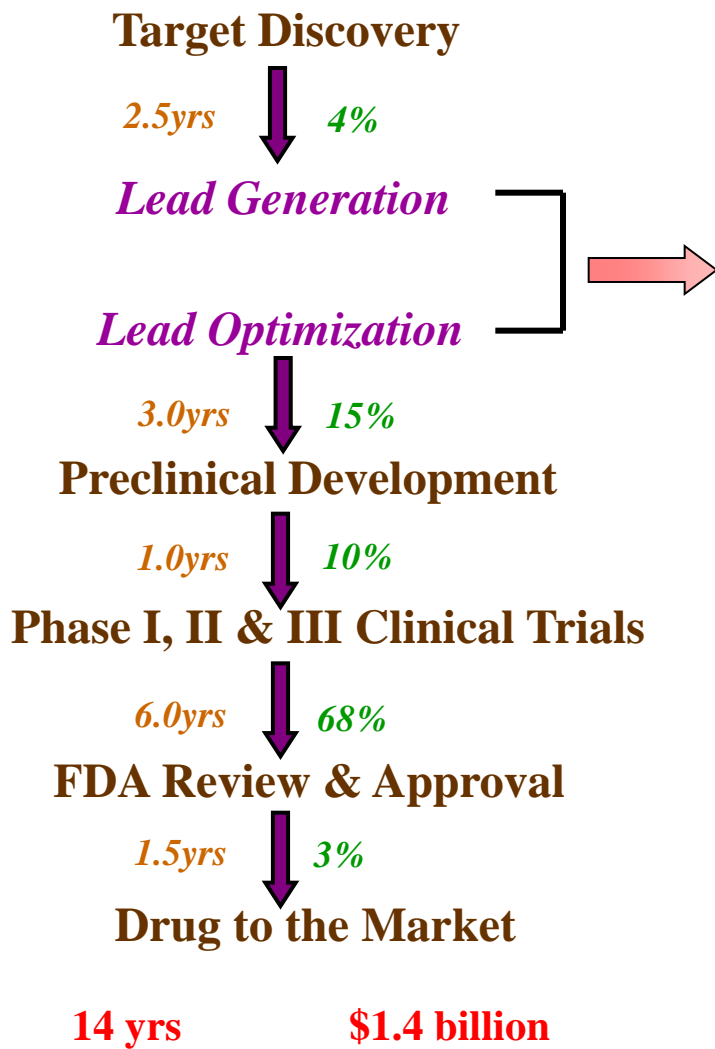 Target Discovery
2.5yrs 4%
Lead Generation
Lead Optimization
3.0yrs 15%
Preclinical Development
1.0yrs 10%
Phase I, II & III Clinical Trials
6.0yrs 68%
FDA Review & Approval
1.5yrs 3%
Drug to the Market
14 yrs $1.4 billion